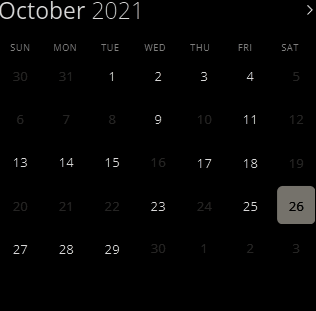 October 2021
SUN MON TUE WED THU FRI SAT
30 31 1 2 3 4 5
6 7 8 9 10 11 12
13 14 15 16 17 18 19
20 21 22 23 24 25 26
27 28 29 30 1 2 3